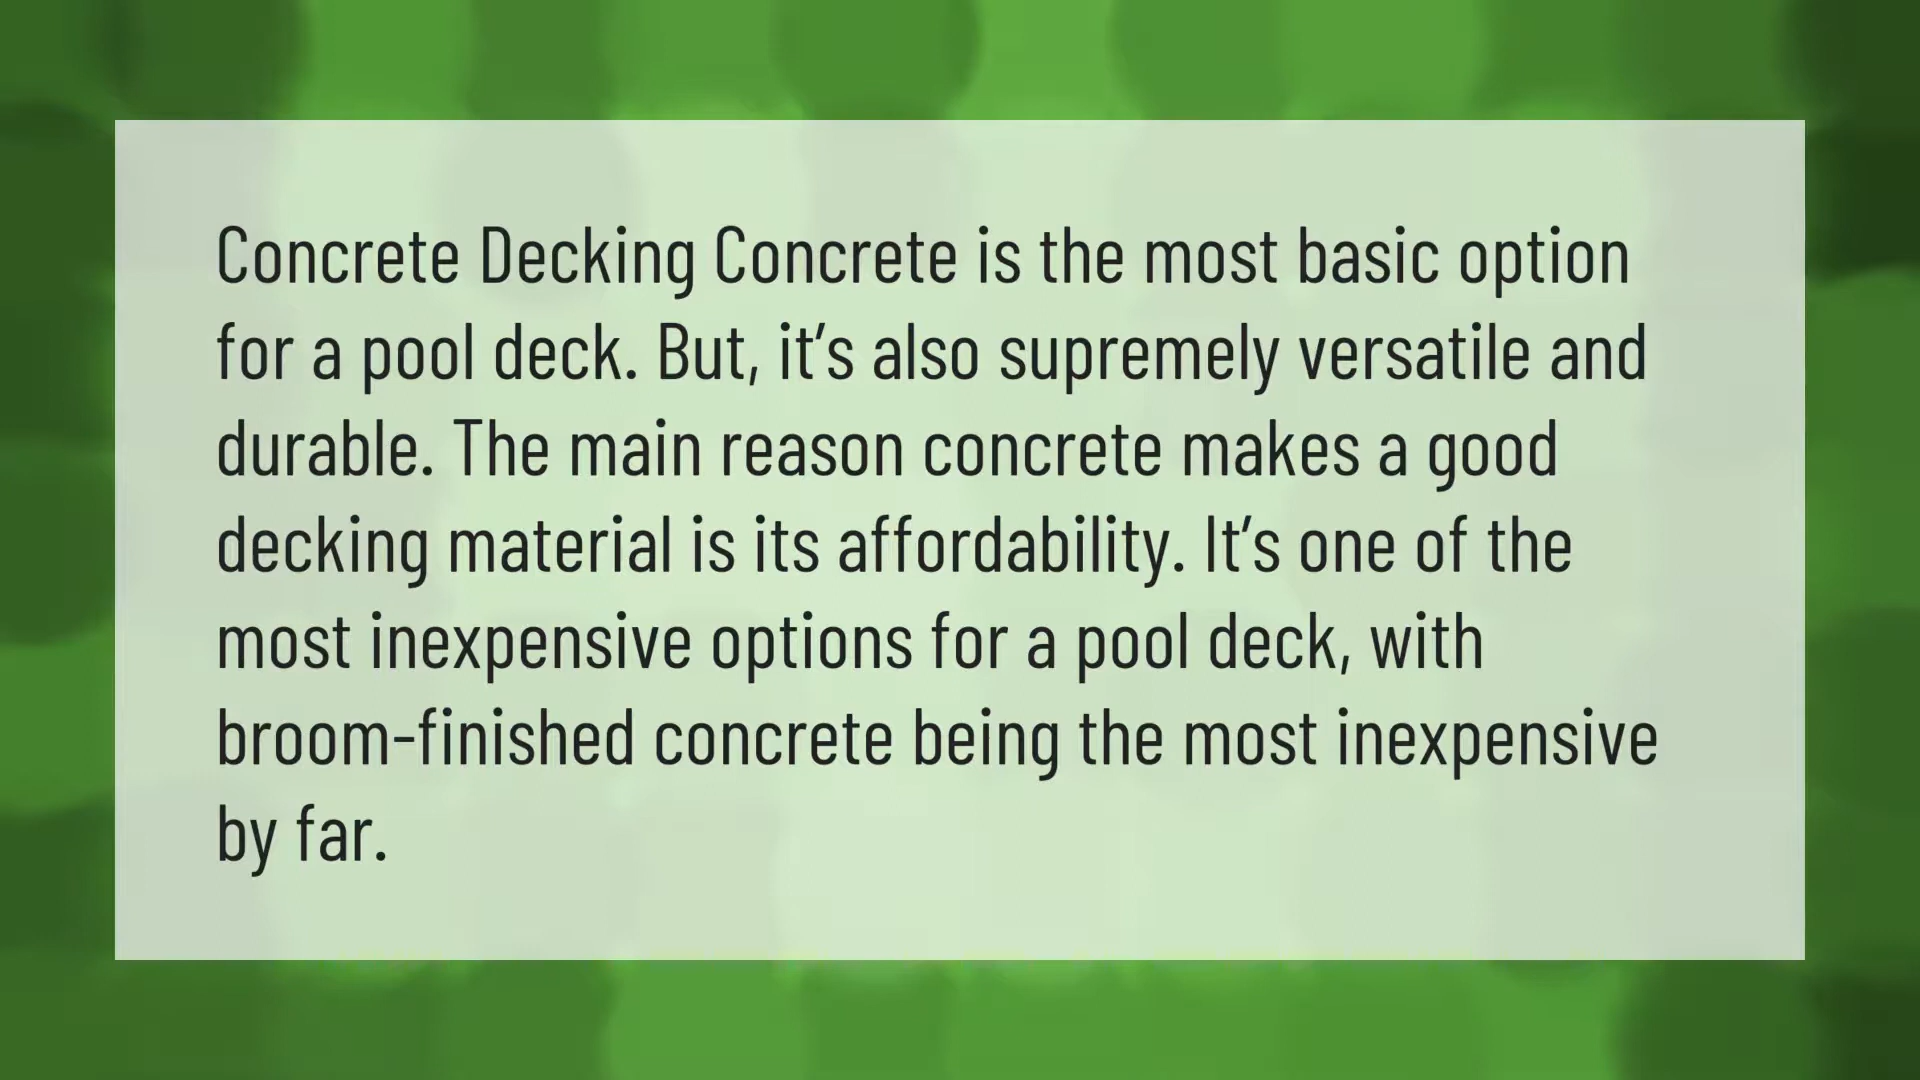 Concrete Decking Concrete is the most basic option
for a pool deck. But, it’s also supremely versatile and
durable. The main reason concrete makes a good
decking material is its affordability. It’s one of the
most inexpensive options for a pool deck, with
broom-finished concrete being the most inexpensive
by far.